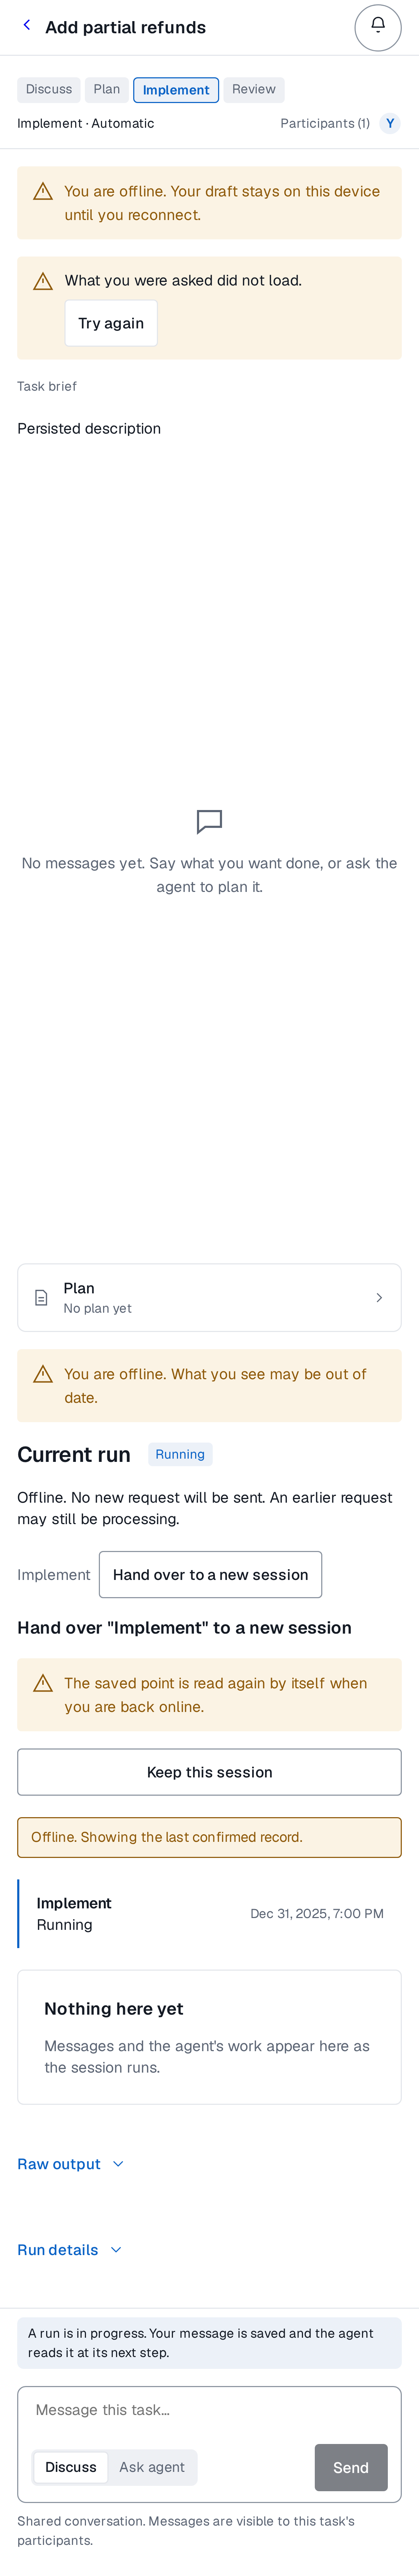 Add partial refunds
Discuss
Plan
Implement
Review
Implement · Automatic
Participants (1)
Y
You are offline. Your draft stays on this device
until you reconnect.
What you were asked did not load.
Try again
Task brief
Persisted description
No messages yet. Say what you want done, or ask the
agent to plan it.
Plan
No plan yet
You are offline. What you see may be out of
date.
Current run
Running
Offline. No new request will be sent. An earlier request
may still be processing.
Implement
Hand over to a new session
Hand over "Implement" to a new session
The saved point is read again by itself when
you are back online.
Keep this session
Offline. Showing the last confirmed record.
Implement
Running
Dec 31, 2025, 7:00 PM
Nothing here yet
Messages and the agent's work appear here as
the session runs.
Raw output
Run details
A run is in progress. Your message is saved and the agent
reads it at its next step.
Message this task...
Discuss
Ask agent
Send
Shared conversation. Messages are visible to this task's
participants.